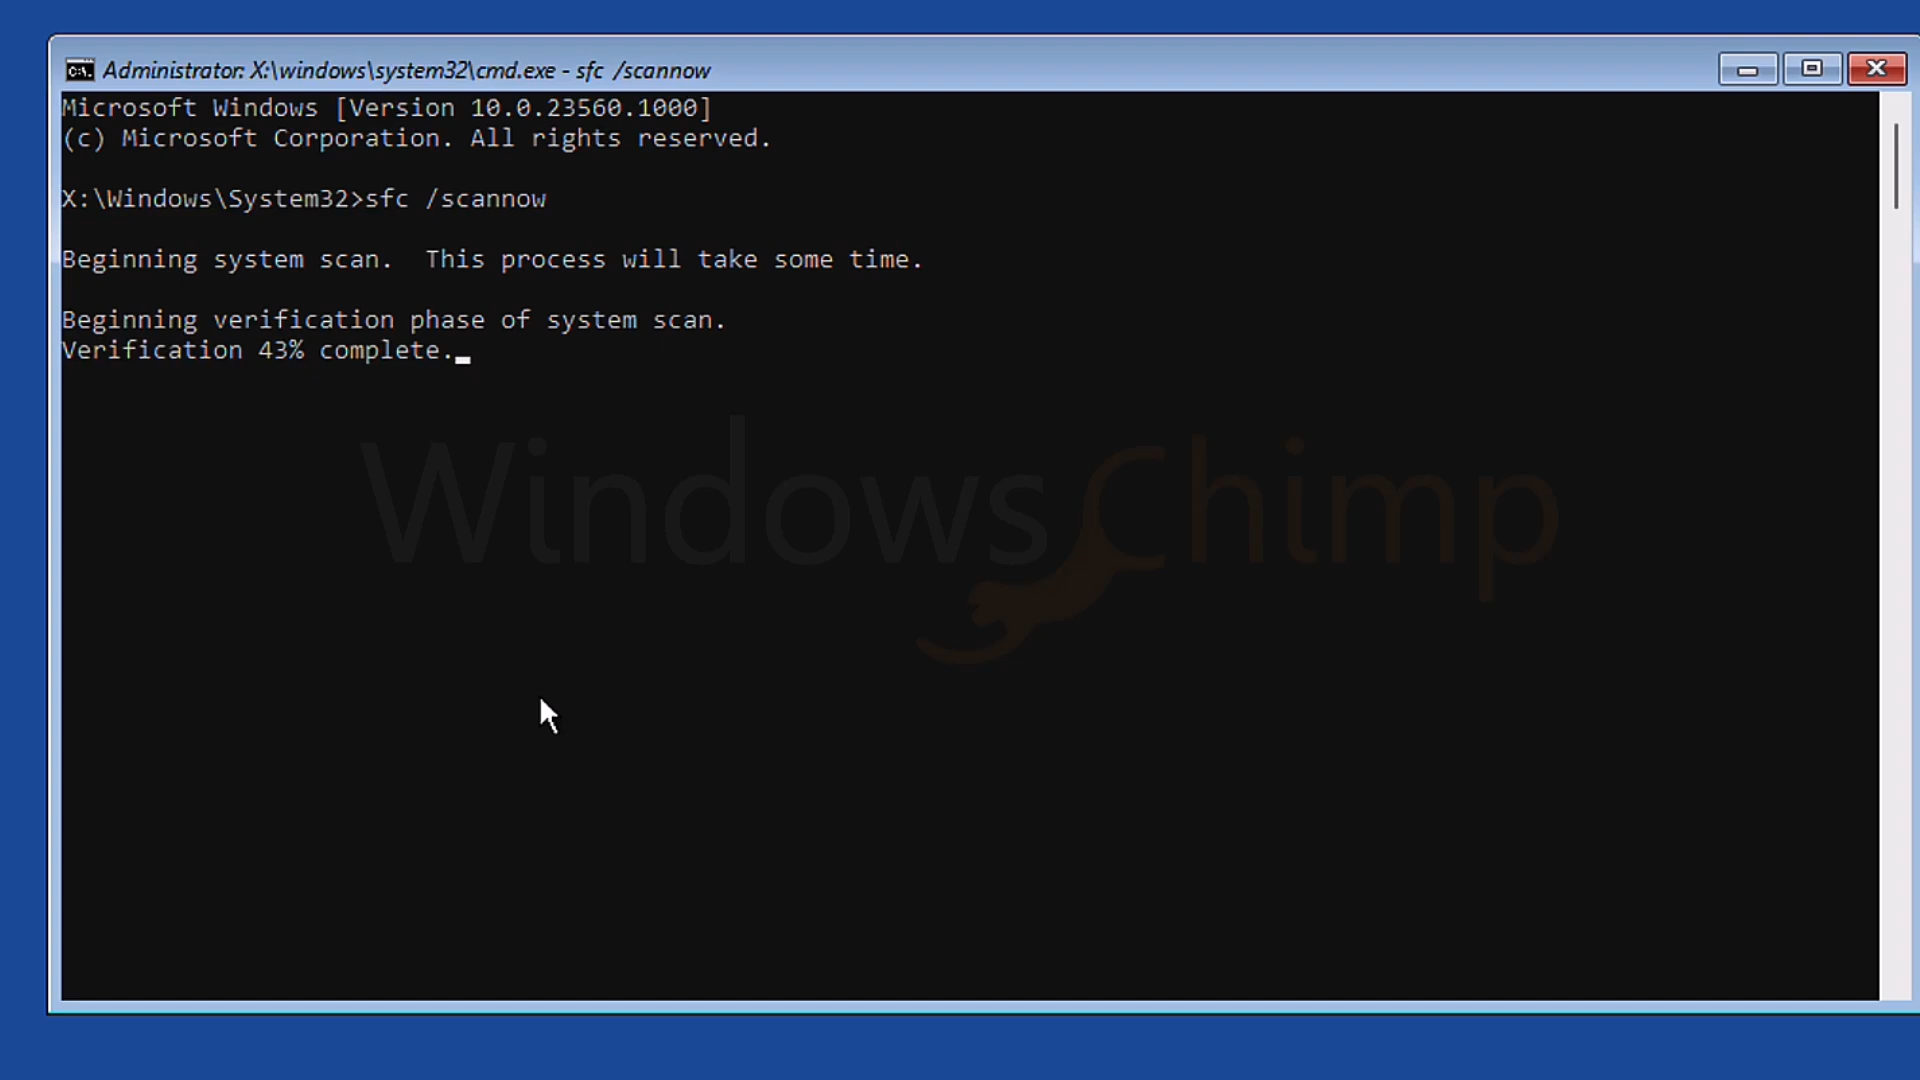 Administrator: X:\windows\system32\cmd.exe - sfc /scannow
Microsoft Windows [Version 10.0.23560.1000]
(c) Microsoft Corporation. All rights reserved.
X:\Windows\System32>sfc /scannow
Beginning system scan.  This process will take some time.
Beginning verification phase of system scan.
Verification 43% complete.
Windows Chimp